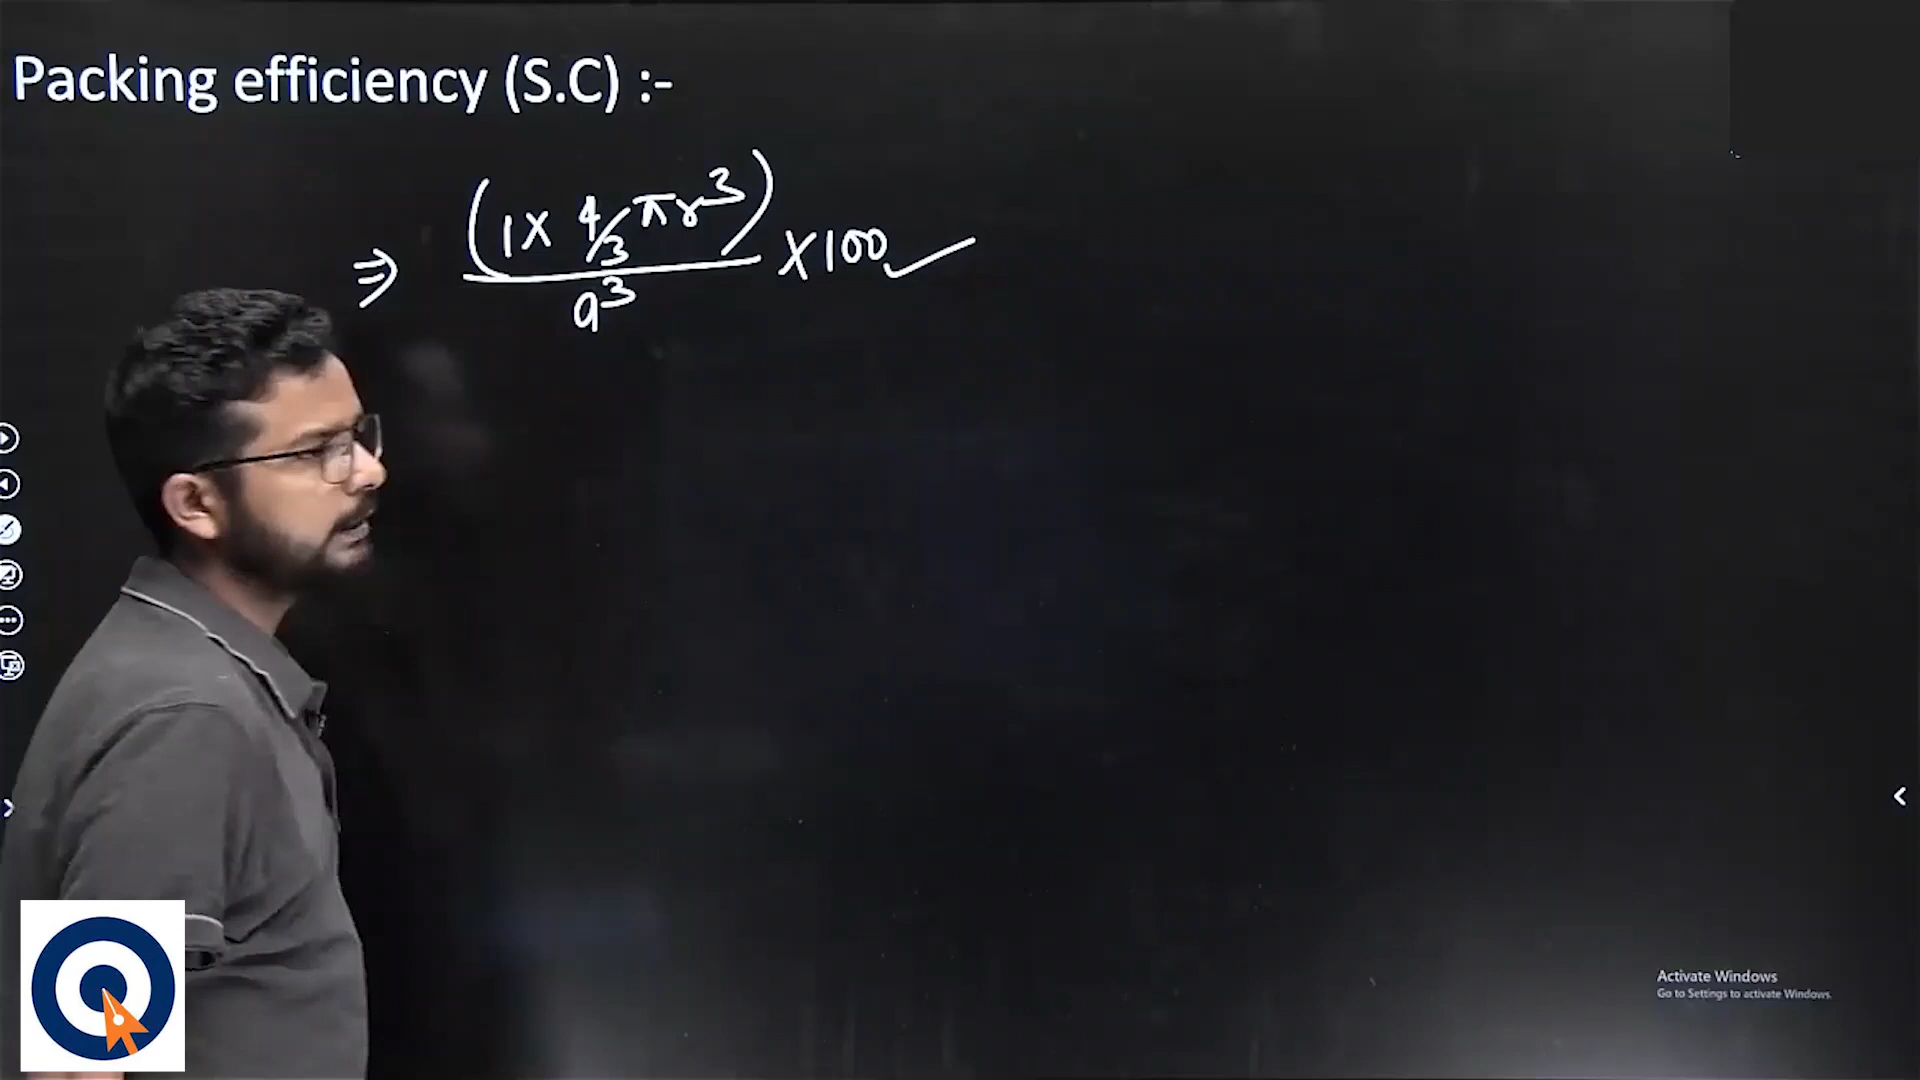 Packing efficiency (S.C) :-
⇒ (1 × 4/3 πr³) / a³ × 100
Activate Windows
Go to Settings to activate Windows.